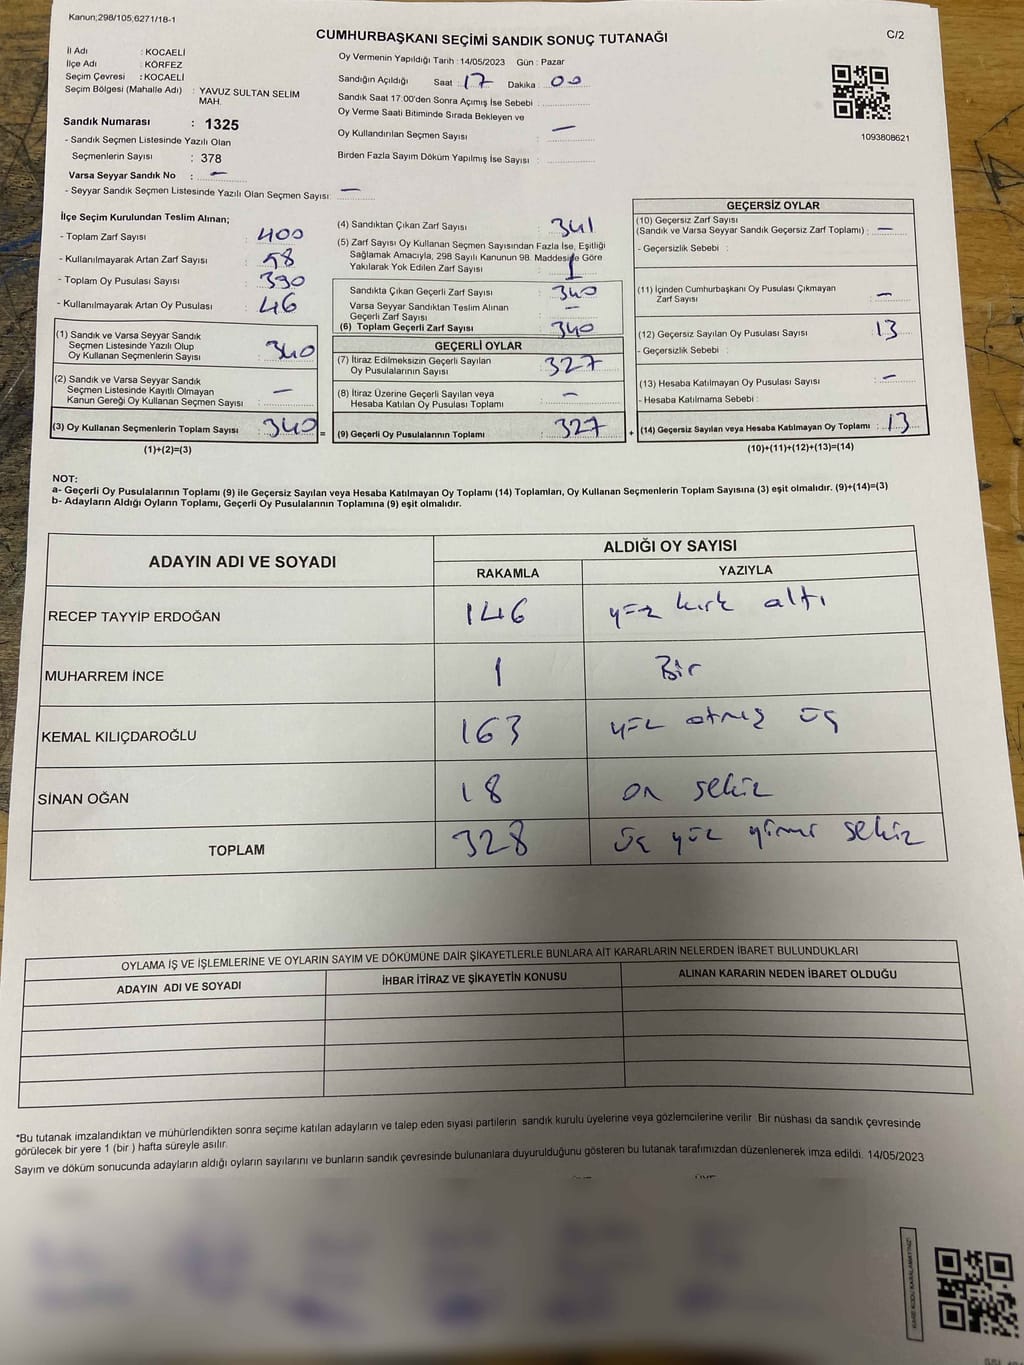 Kanun;298/105;6271/18-1
CUMHURBAŞKANI SEÇİMİ SANDIK SONUÇ TUTANAĞI
C/2
İl Adı : KOCAELİ
İlçe Adı : KÖRFEZ
Seçim Çevresi : KOCAELİ
Seçim Bölgesi (Mahalle Adı) : YAVUZ SULTAN SELİM
MAH.
Sandık Numarası : 1325
- Sandık Seçmen Listesinde Yazılı Olan
Seçmenlerin Sayısı : 378
Varsa Seyyar Sandık No : —
- Seyyar Sandık Seçmen Listesinde Yazılı Olan Seçmen Sayısı: —
Oy Vermenin Yapıldığı Tarih :14/05/2023 Gün : Pazar
Sandığın Açıldığı Saat : 17 Dakika : 00
Sandık Saat 17:00'den Sonra Açımış İse Sebebi :
Oy Verme Saati Bitiminde Sırada Bekleyen ve
Oy Kullandırılan Seçmen Sayısı : —
Birden Fazla Sayım Döküm Yapılmış İse Sayısı :
1093808621
İlçe Seçim Kurulundan Teslim Alınan;
- Toplam Zarf Sayısı : 400
- Kullanılmayarak Artan Zarf Sayısı : 58
- Toplam Oy Pusulası Sayısı : 390
- Kullanılmayarak Artan Oy Pusulası : 46
(1) Sandık ve Varsa Seyyar Sandık
Seçmen Listesinde Yazılı Olup
Oy Kullanan Seçmenlerin Sayısı : 340
(2) Sandık ve Varsa Seyyar Sandık
Seçmen Listesinde Kayıtlı Olmayan
Kanun Gereği Oy Kullanan Seçmen Sayısı : —
(3) Oy Kullanan Seçmenlerin Toplam Sayısı : 340 =
(1)+(2)=(3)
(4) Sandıktan Çıkan Zarf Sayısı : 341
(5) Zarf Sayısı Oy Kullanan Seçmen Sayısından Fazla İse, Eşitliği
Sağlamak Amacıyla, 298 Sayılı Kanunun 98. Maddesine Göre
Yakılarak Yok Edilen Zarf Sayısı : 1
Sandıkta Çıkan Geçerli Zarf Sayısı : 340
Varsa Seyyar Sandıktan Teslim Alınan
Geçerli Zarf Sayısı : —
(6) Toplam Geçerli Zarf Sayısı : 340
GEÇERLİ OYLAR
(7) İtiraz Edilmeksizin Geçerli Sayılan
Oy Pusulalarının Sayısı : 327
(8) İtiraz Üzerine Geçerli Sayılan veya
Hesaba Katılan Oy Pusulası Toplamı : —
(9) Geçerli Oy Pusulalarının Toplamı : 327 +
GEÇERSİZ OYLAR
(10) Geçersiz Zarf Sayısı
(Sandık ve Varsa Seyyar Sandık Geçersiz Zarf Toplamı) : —
- Geçersizlik Sebebi :
(11) İçinden Cumhurbaşkanı Oy Pusulası Çıkmayan
Zarf Sayısı : —
(12) Geçersiz Sayılan Oy Pusulası Sayısı : 13
- Geçersizlik Sebebi :
(13) Hesaba Katılmayan Oy Pusulası Sayısı : —
- Hesaba Katılmama Sebebi :
(14) Geçersiz Sayılan veya Hesaba Katılmayan Oy Toplamı : 13
(10)+(11)+(12)+(13)=(14)
NOT:
a- Geçerli Oy Pusulalarının Toplamı (9) ile Geçersiz Sayılan veya Hesaba Katılmayan Oy Toplamı (14) Toplamları, Oy Kullanan Seçmenlerin Toplam Sayısına (3) eşit olmalıdır. (9)+(14)=(3)
b- Adayların Aldığı Oyların Toplamı, Geçerli Oy Pusulalarının Toplamına (9) eşit olmalıdır.
ADAYIN ADI VE SOYADI
ALDIĞI OY SAYISI
RAKAMLA YAZIYLA
RECEP TAYYİP ERDOĞAN 146 yüz kırk altı
MUHARREM İNCE 1 Bir
KEMAL KILIÇDAROĞLU 163 yüz atmış üç
SİNAN OĞAN 18 on sekiz
TOPLAM 328 üç yüz yirmi sekiz
OYLAMA İŞ VE İŞLEMLERİNE VE OYLARIN SAYIM VE DÖKÜMÜNE DAİR ŞİKAYETLERLE BUNLARA AİT KARARLARIN NELERDEN İBARET BULUNDUKLARI
ADAYIN ADI VE SOYADI İHBAR İTİRAZ VE ŞİKAYETİN KONUSU ALINAN KARARIN NEDEN İBARET OLDUĞU
*Bu tutanak imzalandıktan ve mühürlendikten sonra seçime katılan adayların ve talep eden siyasi partilerin sandık kurulu üyelerine veya gözlemcilerine verilir. Bir nüshası da sandık çevresinde
görülecek bir yere 1 (bir ) hafta süreyle asılır.
Sayım ve döküm sonucunda adayların aldığı oyların sayılarını ve bunların sandık çevresinde bulunanlara duyurulduğunu gösteren bu tutanak tarafımızdan düzenlenerek imza edildi. 14/05/2023
KARE KODU KARALAMAYINIZ!